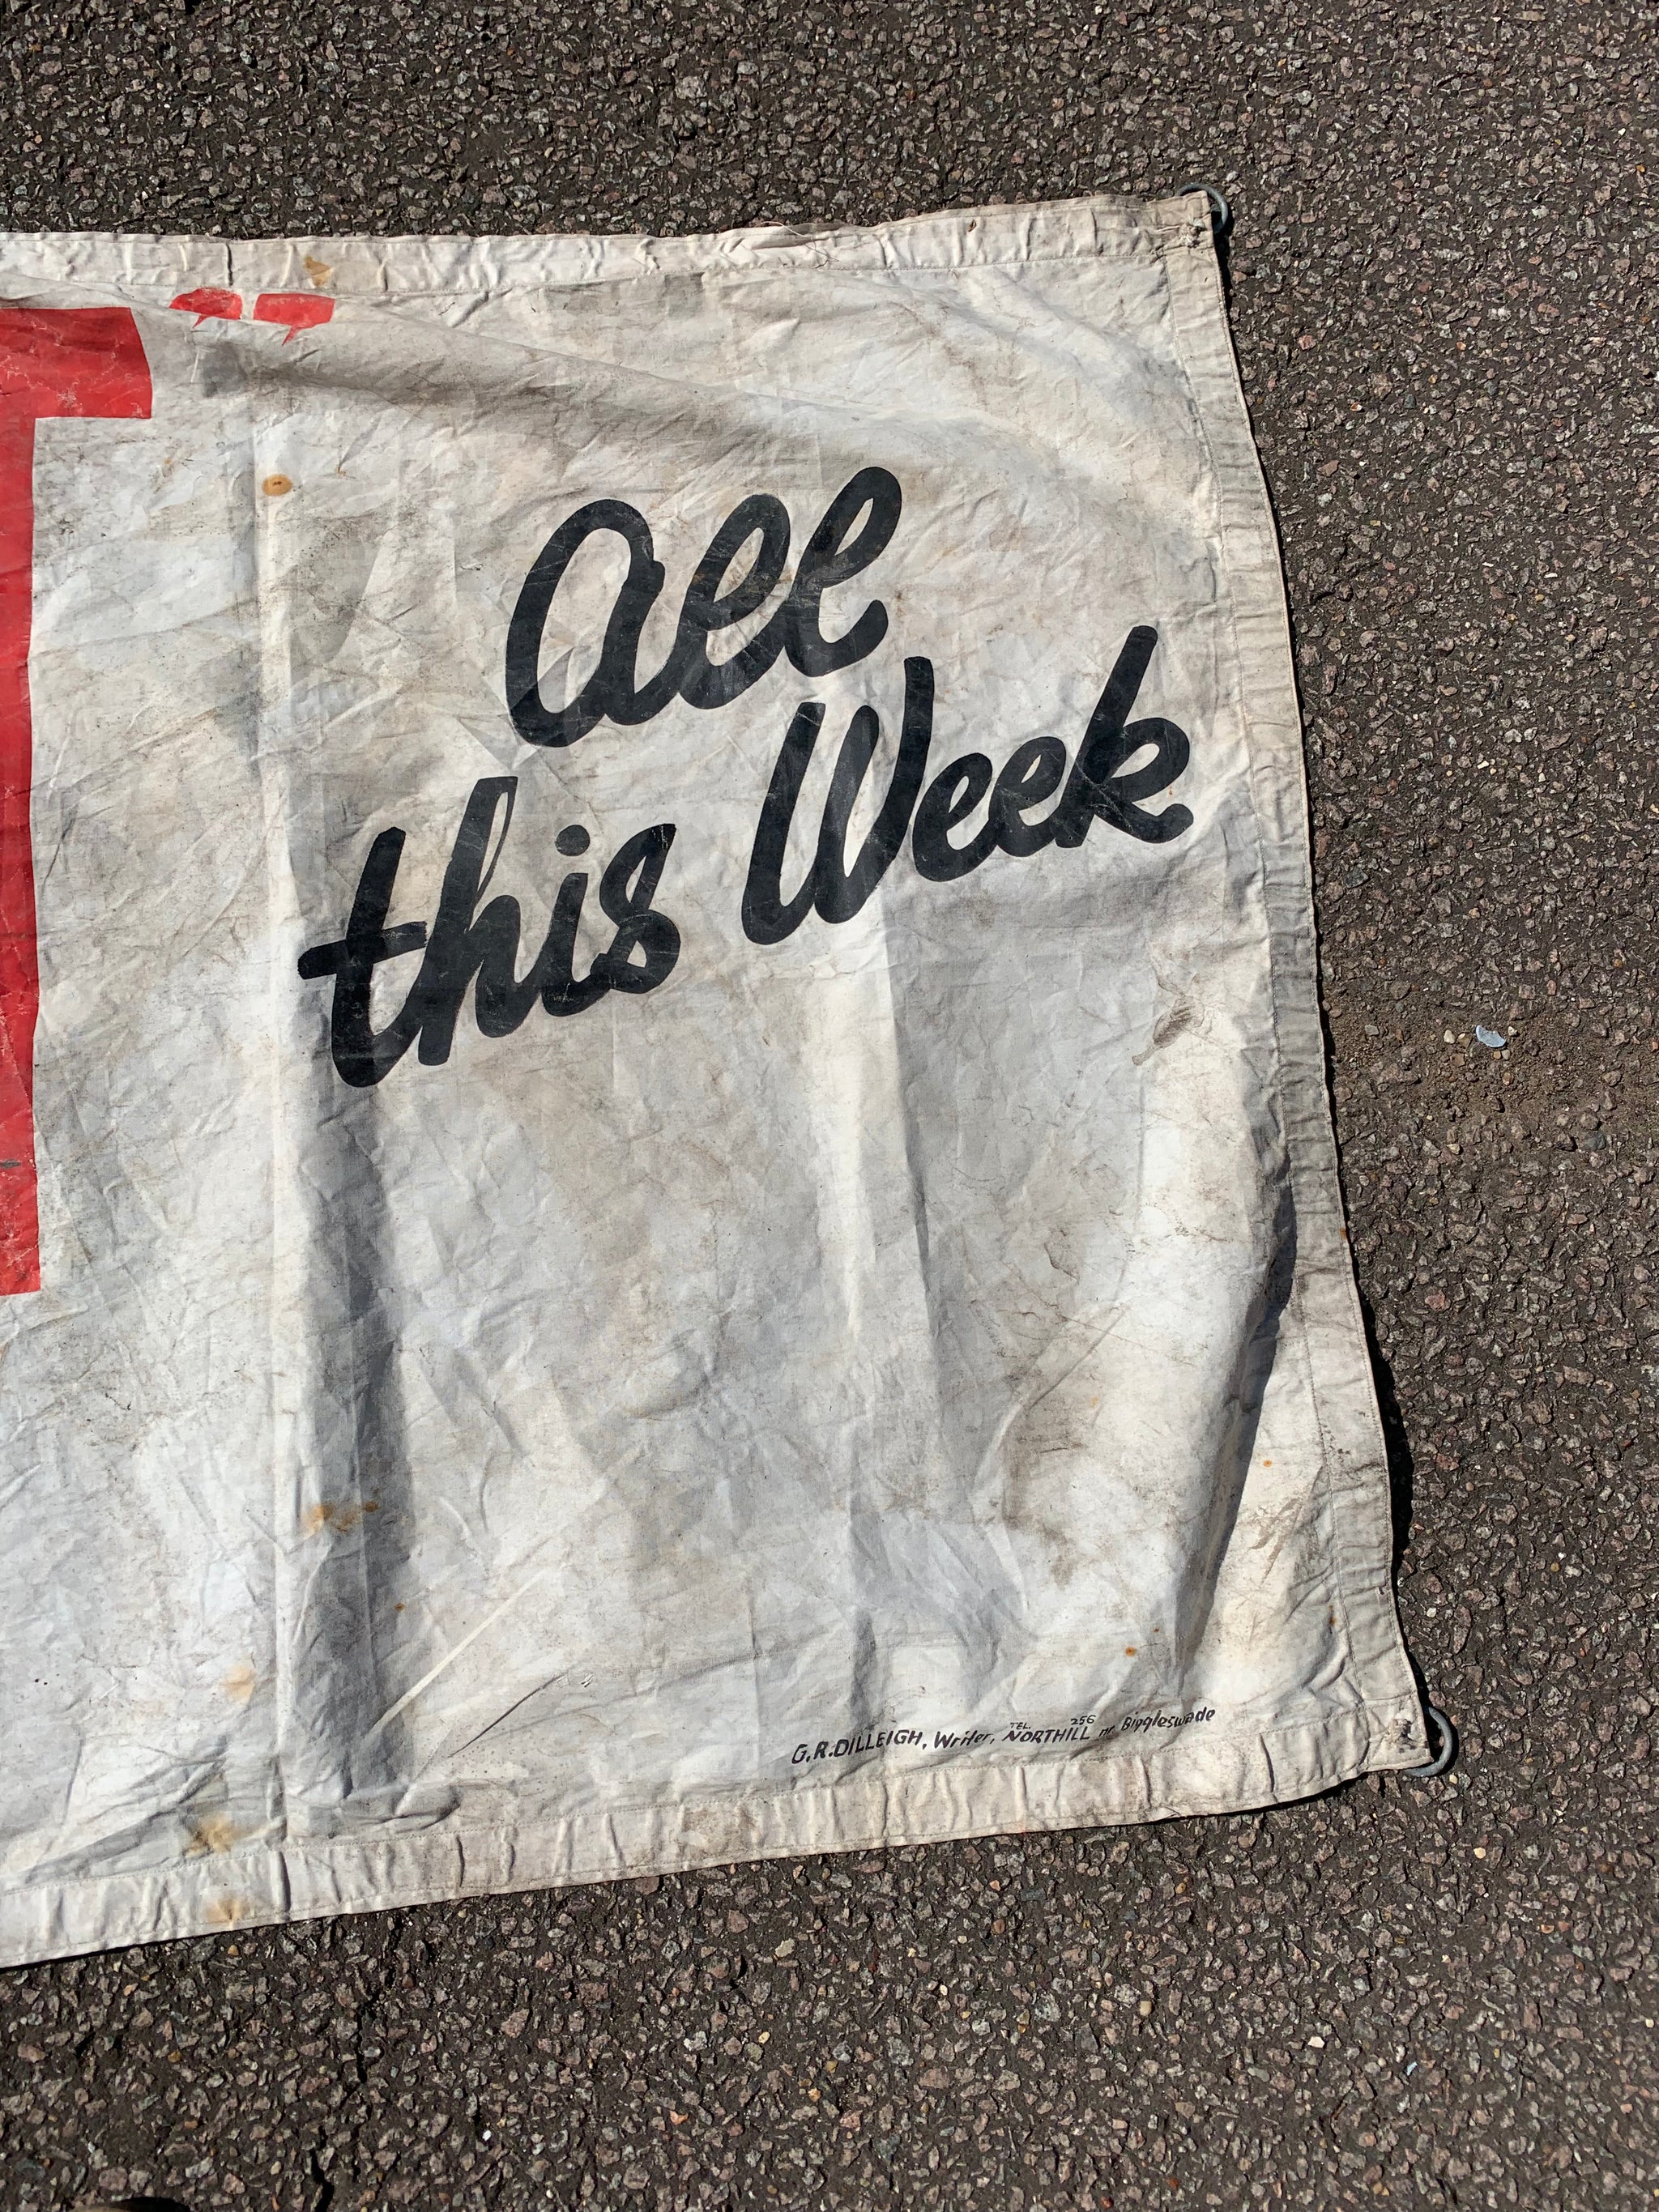 T"
All
this Week
G.R.DILLEIGH, Writer, TEL. NORTHILL 256 nr. Biggleswade